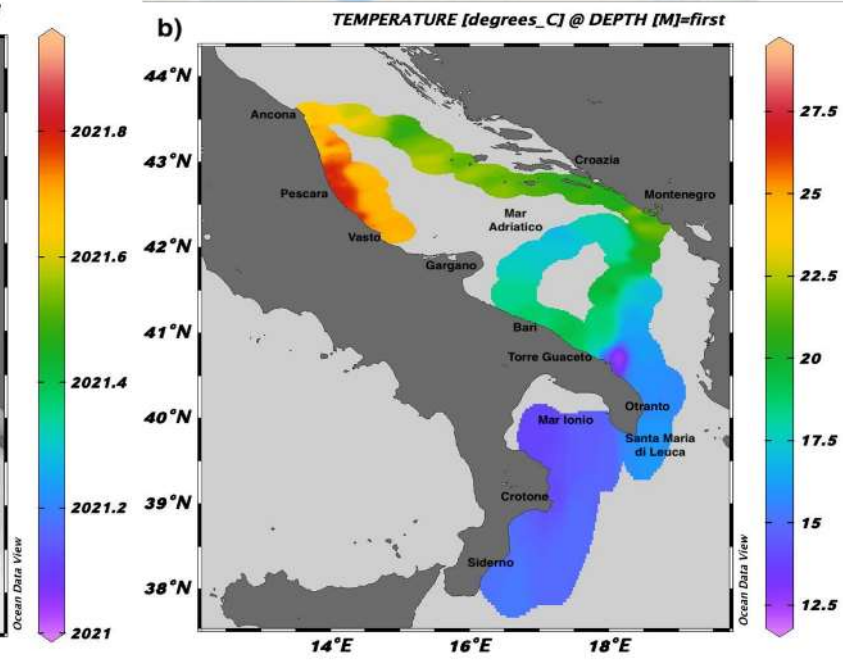 TEMPERATURE [degrees_C] @ DEPTH [M]=first
b)
2021.8
2021.6
2021.4
2021.2
2021
Ocean Data View
44°N
43°N
42°N
41°N
40°N
39°N
38°N
14°E
16°E
18°E
Ancona
Croazia
Pescara
Montenegro
Mar
Adriatico
Vasto
Gargano
Bari
Torre Guaceto
Otranto
Mar Ionio
Santa Maria
di Leuca
Crotone
Siderno
Ocean Data View
27.5
25
22.5
20
17.5
15
12.5